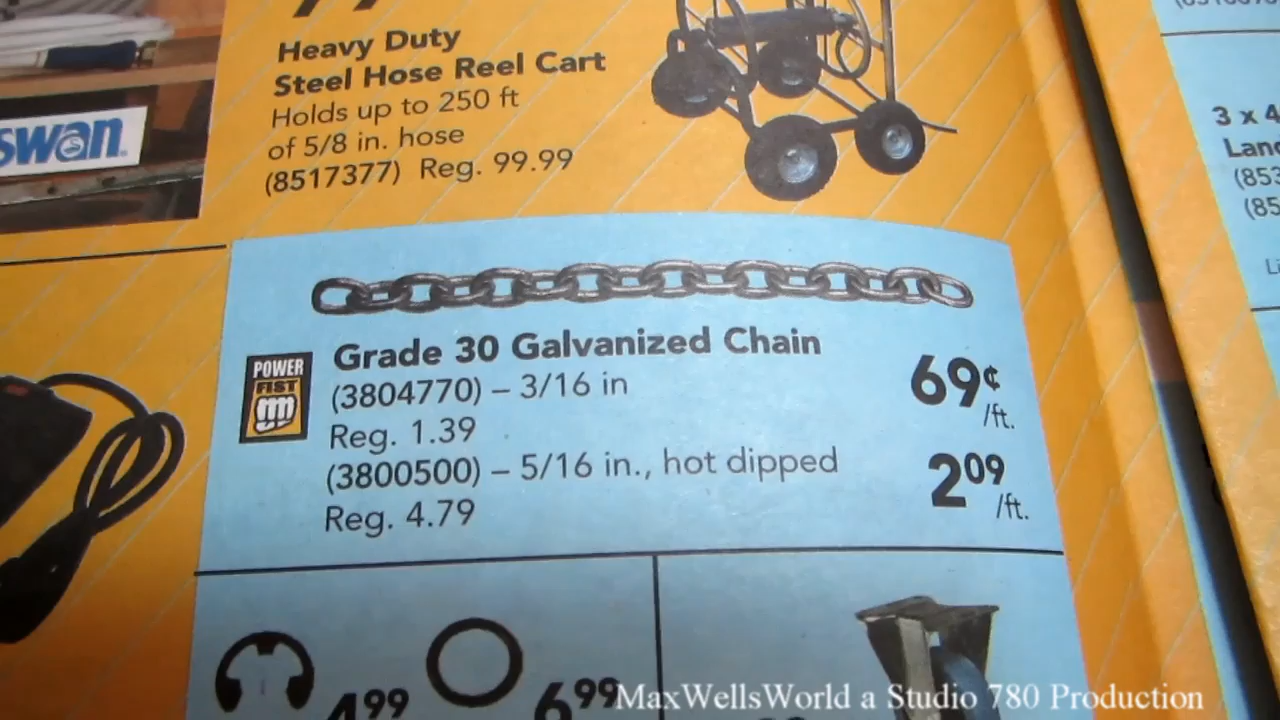 Heavy Duty
Steel Hose Reel Cart
Holds up to 250 ft
of 5/8 in. hose
(8517377) Reg. 99.99
swan.
3 x 4
(853
(85
POWER
FIST
Grade 30 Galvanized Chain
(3804770) – 3/16 in
Reg. 1.39
69¢
/ft.
(3800500) – 5/16 in., hot dipped
Reg. 4.79
2 09
/ft.
4 99
6 99
MaxWellsWorld a Studio 780 Production